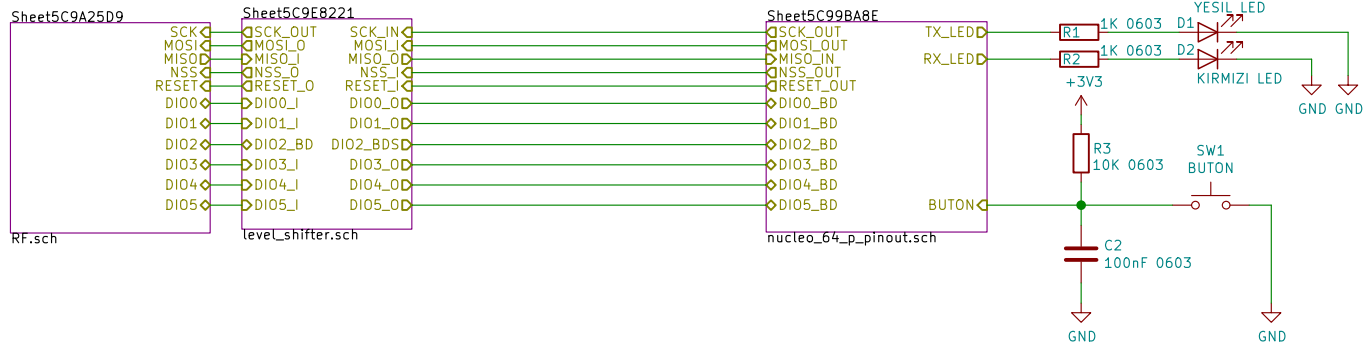 Sheet5C9A25D9
SCK
MOSI
MISO
NSS
RESET
DIO0
DIO1
DIO2
DIO3
DIO4
DIO5
RF.sch
Sheet5C9E8221
SCK_OUT SCK_IN
MOSI_O MOSI_I
MISO_I MISO_O
NSS_O NSS_I
RESET_O RESET_I
DIO0_I DIO0_O
DIO1_I DIO1_O
DIO2_BD DIO2_BDS
DIO3_I DIO3_O
DIO4_I DIO4_O
DIO5_I DIO5_O
level_shifter.sch
Sheet5C99BA8E
SCK_OUT TX_LED
MOSI_OUT
MISO_IN RX_LED
NSS_OUT
RESET_OUT
DIO0_BD
DIO1_BD
DIO2_BD
DIO3_BD
DIO4_BD
DIO5_BD BUTON
nucleo_64_p_pinout.sch
YESIL LED
1K 0603 D1
R1
1K 0603 D2
R2
KIRMIZI LED
+3V3
GND GND
R3
10K 0603
SW1
BUTON
C2
100nF 0603
GND
GND